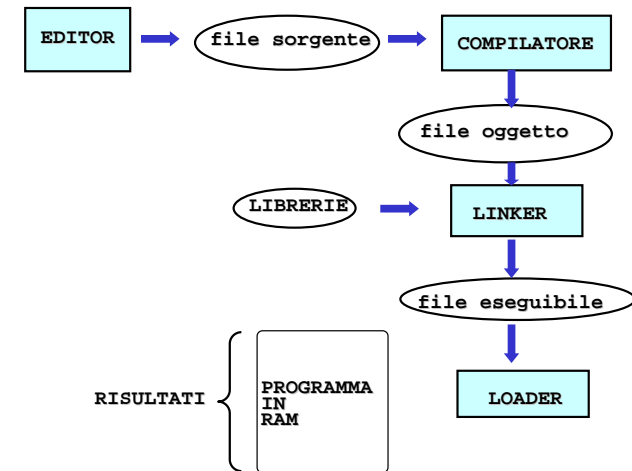 EDITOR
file sorgente
COMPILATORE
file oggetto
LIBRERIE
LINKER
file eseguibile
RISULTATI
PROGRAMMA
IN
RAM
LOADER